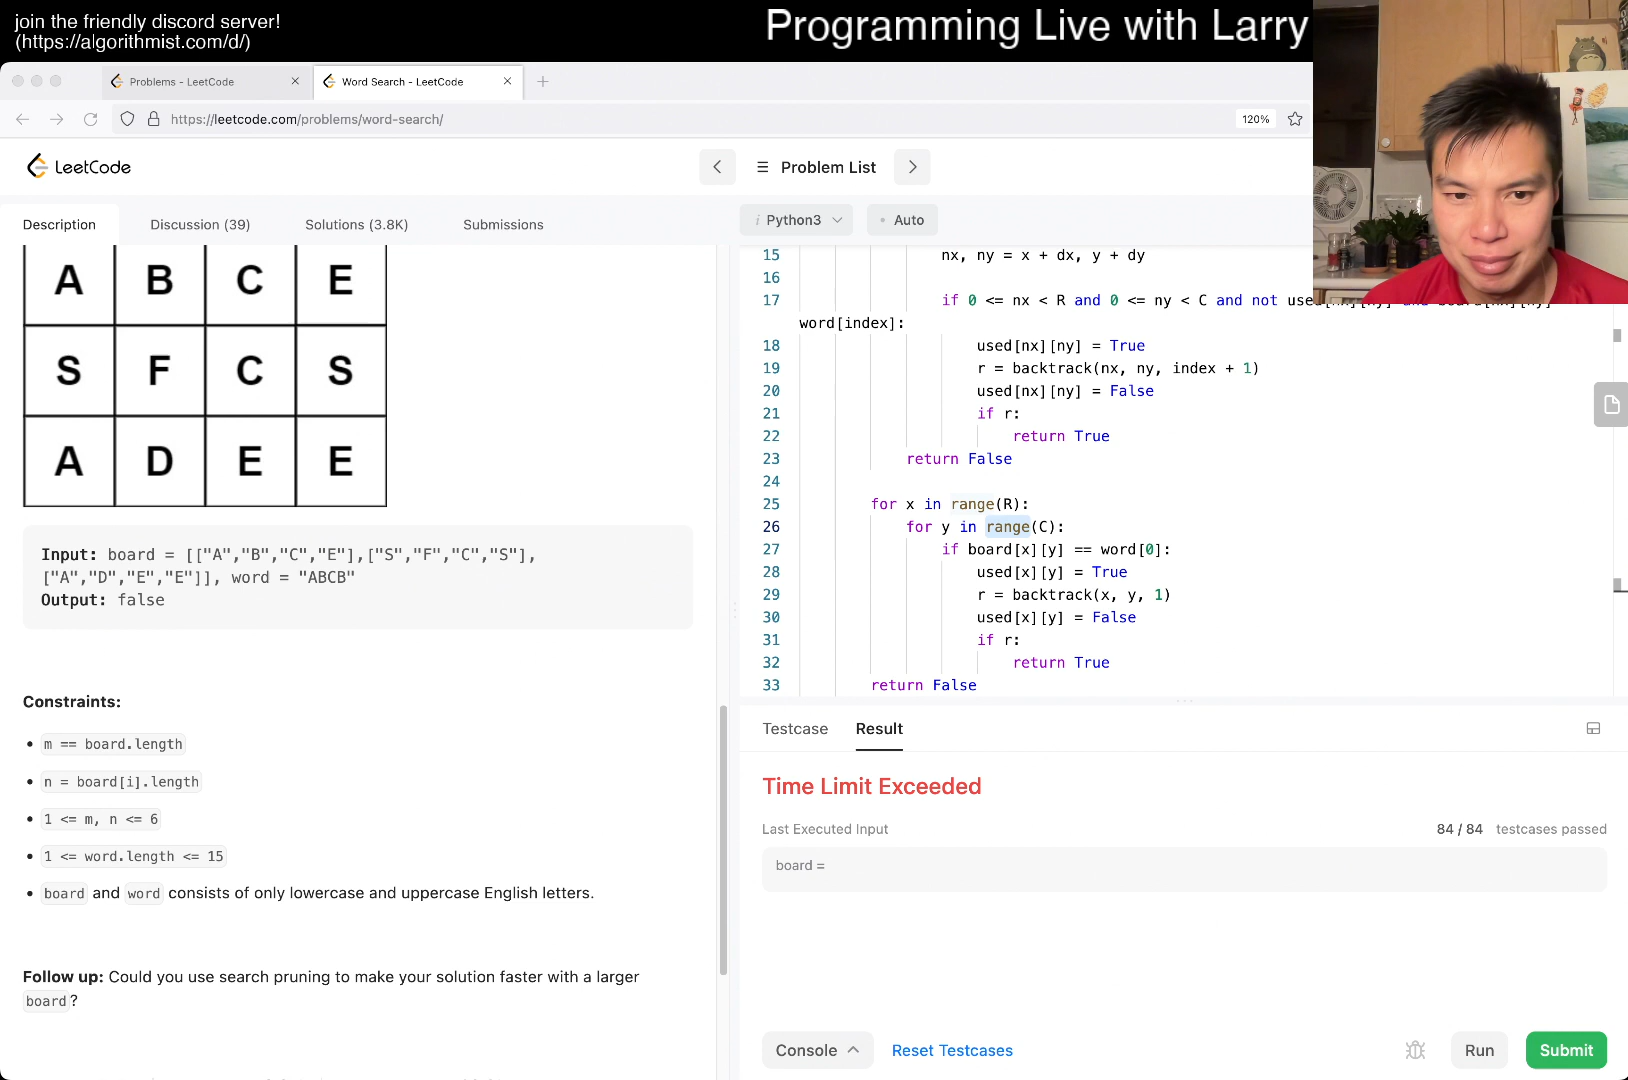 join the friendly discord server!
(https://algorithmist.com/d/)
Programming Live with Larry
Problems - LeetCode
Word Search - LeetCode
https://leetcode.com/problems/word-search/
120%
LeetCode
Problem List
Description
Discussion (39)
Solutions (3.8K)
Submissions
A B C E
S F C S
A D E E
Input: board = [["A","B","C","E"],["S","F","C","S"],
["A","D","E","E"]], word = "ABCB"
Output: false
Constraints:
• m == board.length
• n = board[i].length
• 1 <= m, n <= 6
• 1 <= word.length <= 15
• board and word consists of only lowercase and uppercase English letters.
Follow up: Could you use search pruning to make your solution faster with a larger
board?
i Python3
• Auto
15 nx, ny = x + dx, y + dy
16
17 if 0 <= nx < R and 0 <= ny < C and not
word[index]:
18 used[nx][ny] = True
19 r = backtrack(nx, ny, index + 1)
20 used[nx][ny] = False
21 if r:
22 return True
23 return False
24
25 for x in range(R):
26 for y in range(C):
27 if board[x][y] == word[0]:
28 used[x][y] = True
29 r = backtrack(x, y, 1)
30 used[x][y] = False
31 if r:
32 return True
33 return False
Testcase
Result
Time Limit Exceeded
Last Executed Input
84 / 84 testcases passed
board =
Console
Reset Testcases
Run
Submit